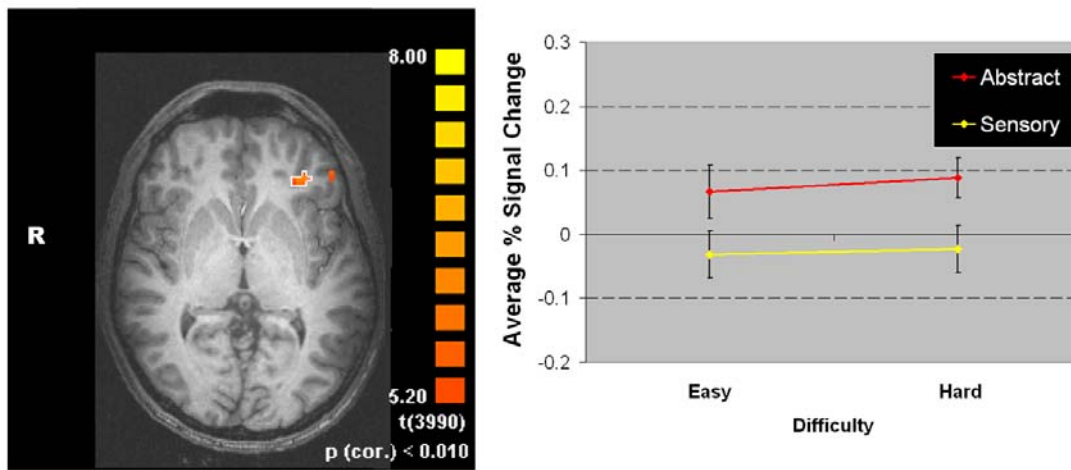 R
8.00
5.20
t(3990)
p (cor.) < 0.010
Average % Signal Change
0.3
0.2
0.1
0
-0.1
-0.2
Abstract
Sensory
Easy
Hard
Difficulty